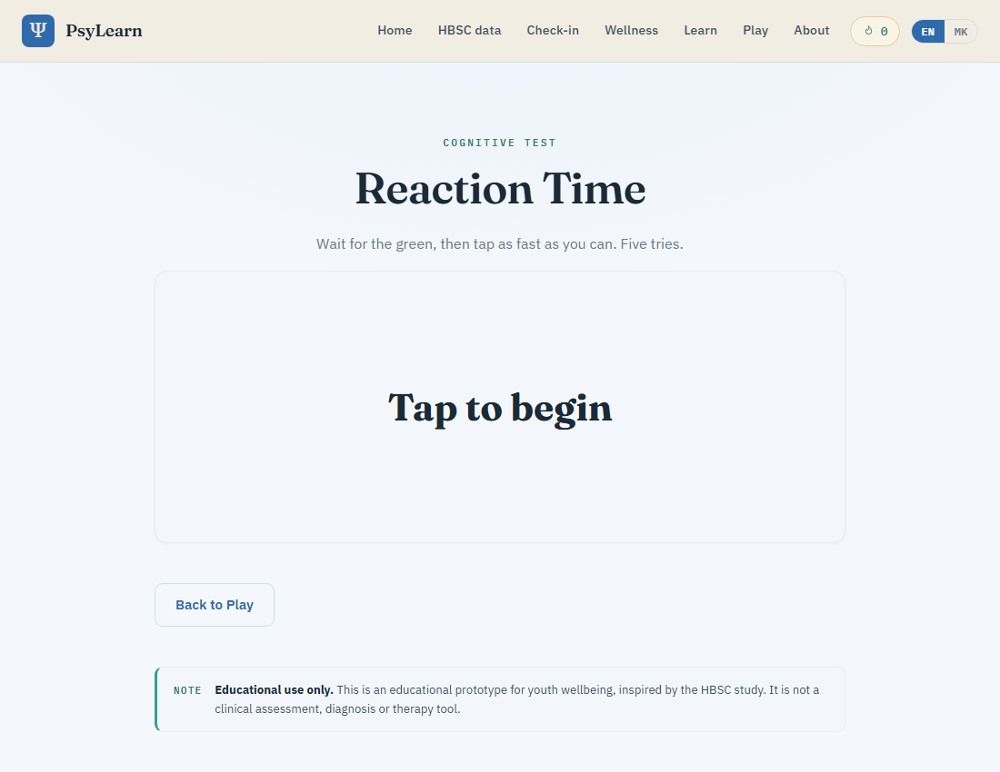 Ψ PsyLearn Home HBSC data Check-in Wellness Learn Play About 0 EN MK
COGNITIVE TEST
Reaction Time
Wait for the green, then tap as fast as you can. Five tries.
Tap to begin
Back to Play
NOTE Educational use only. This is an educational prototype for youth wellbeing, inspired by the HBSC study. It is not a
clinical assessment, diagnosis or therapy tool.